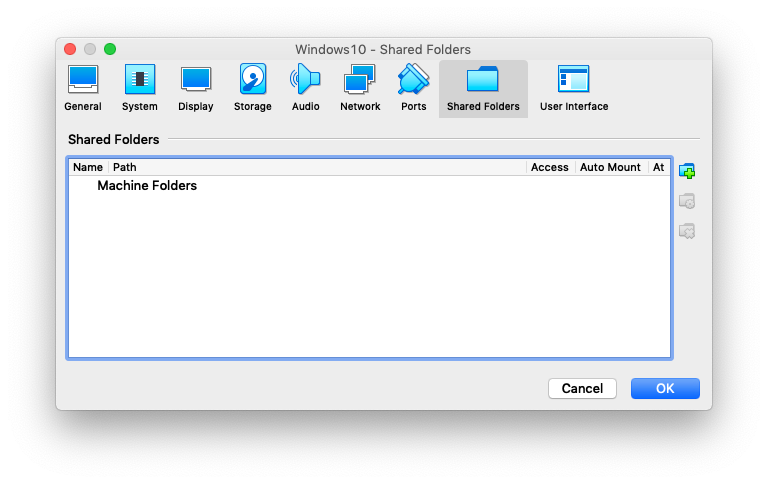 Windows10 - Shared Folders
General System Display Storage Audio Network Ports Shared Folders User Interface
Shared Folders
Name Path Access Auto Mount At
Machine Folders
Cancel OK